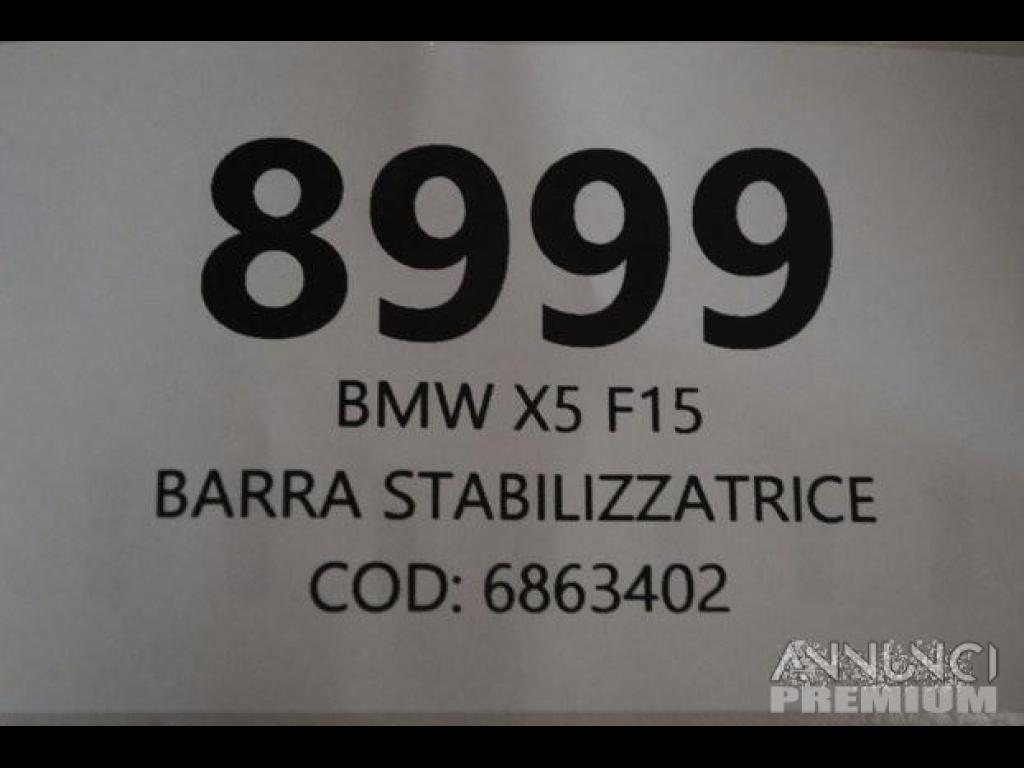 8999
BMW X5 F15
BARRA STABILIZZATRICE
COD: 6863402
ANNUNCI
PREMIUM